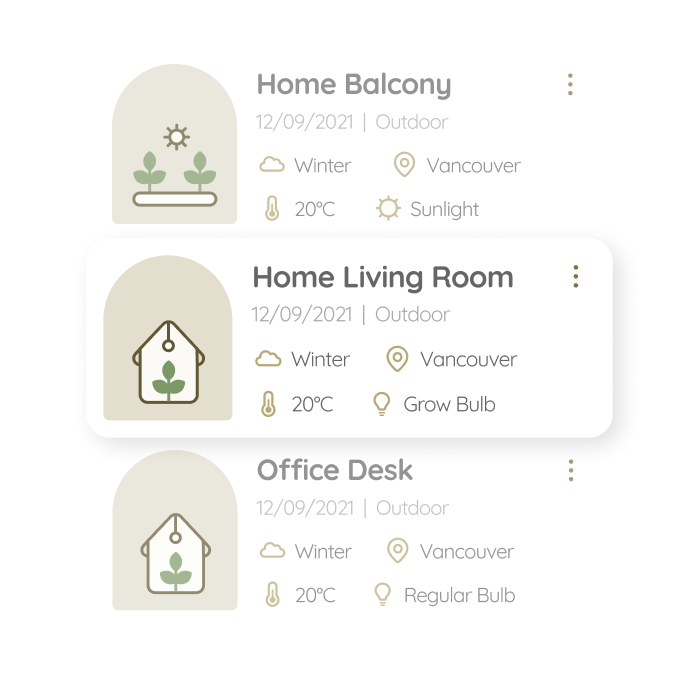 Home Balcony
12/09/2021 | Outdoor
Winter Vancouver
20°C Sunlight
Home Living Room
12/09/2021 | Outdoor
Winter Vancouver
20°C Grow Bulb
Office Desk
12/09/2021 | Outdoor
Winter Vancouver
20°C Regular Bulb